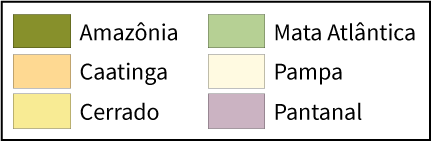 Amazônia
Mata Atlântica
Caatinga
Pampa
Cerrado
Pantanal